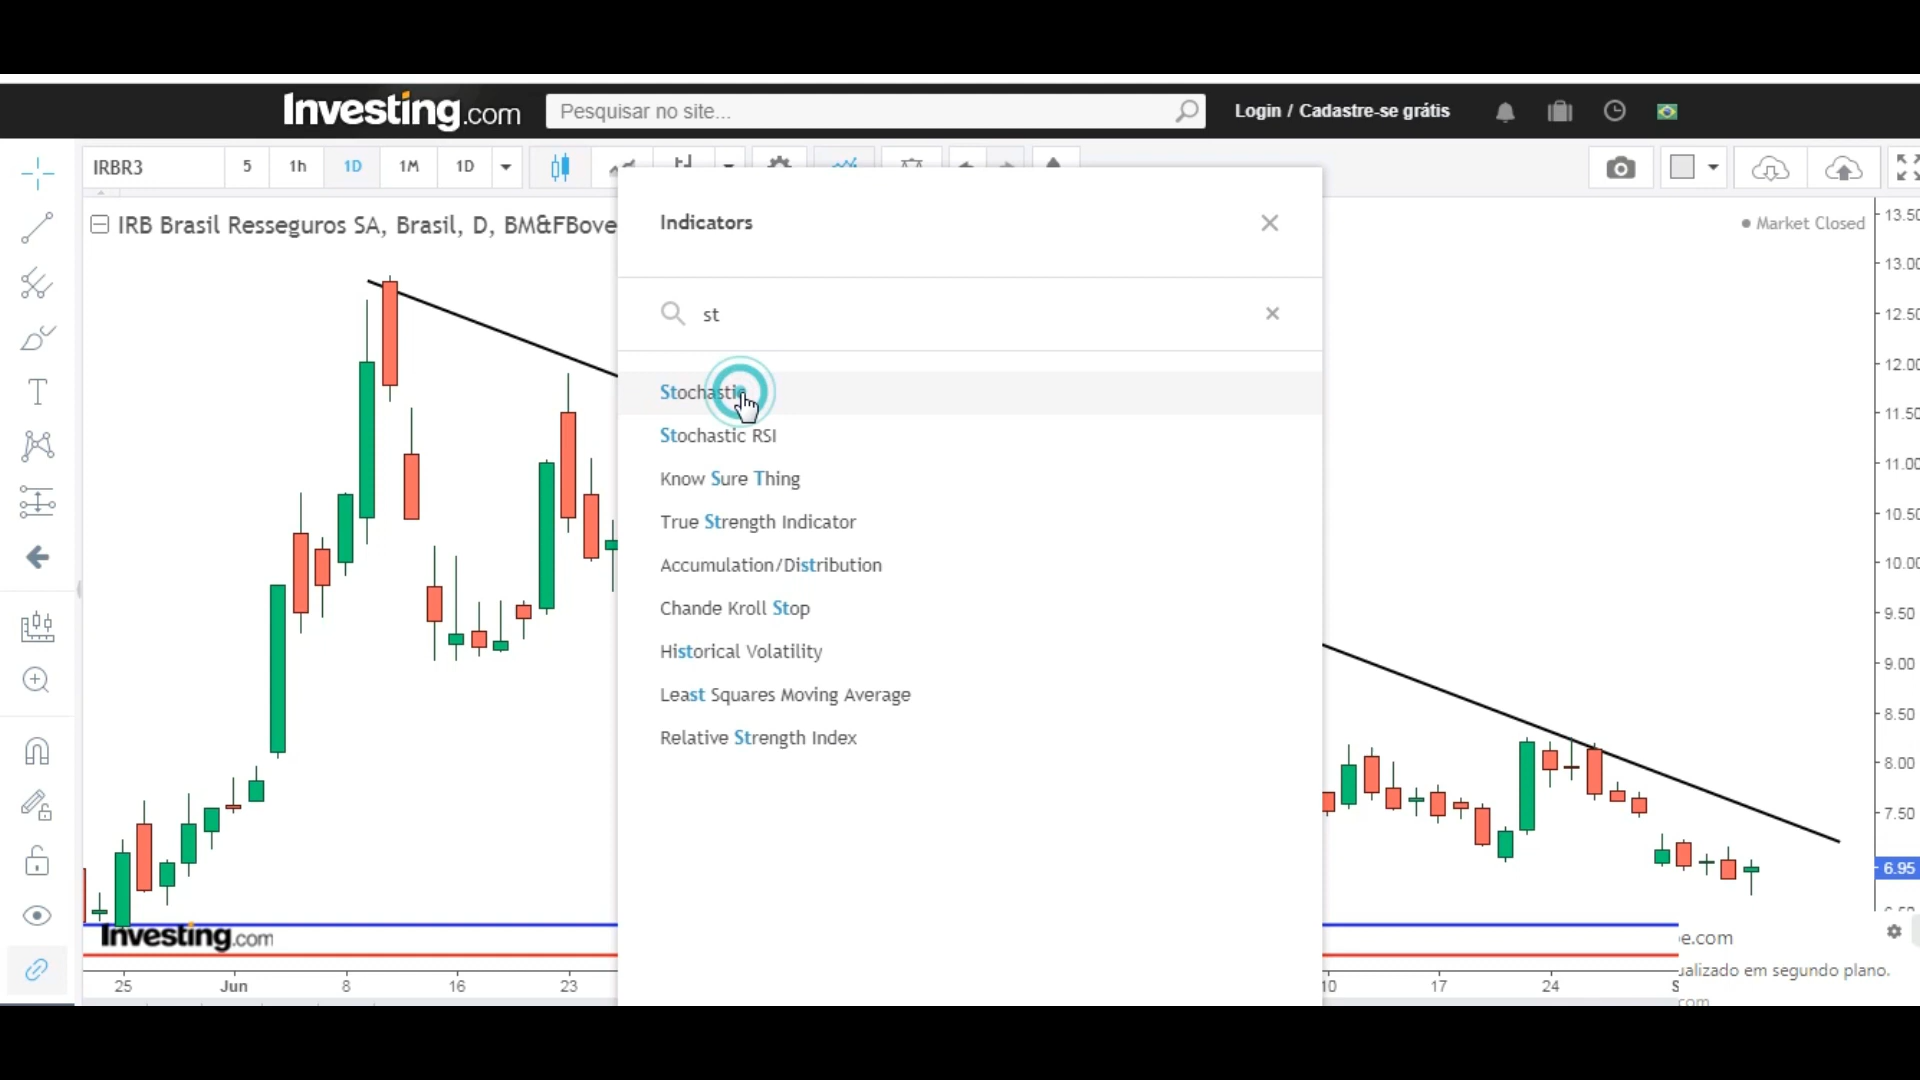 Investing.com
Pesquisar no site...
Login / Cadastre-se grátis
IRBR3
5
1h
1D
1M
1D
IRB Brasil Resseguros SA, Brasil, D, BM&FBove
Market Closed
Indicators
st
Stochastic
Stochastic RSI
Know Sure Thing
True Strength Indicator
Accumulation/Distribution
Chande Kroll Stop
Historical Volatility
Least Squares Moving Average
Relative Strength Index
13.50
13.00
12.50
12.00
11.50
11.00
10.50
10.00
9.50
9.00
8.50
8.00
7.50
6.95
Investing.com
e.com
ualizado em segundo plano.
com
25
Jun
8
16
23
10
17
24
S